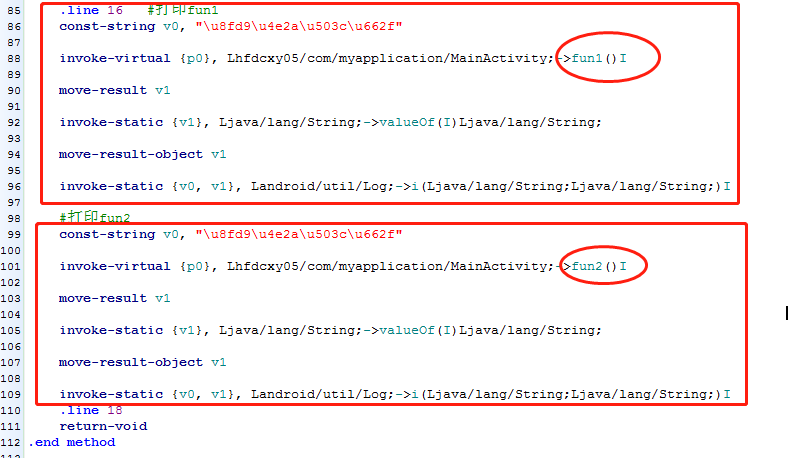 85 .line 16 #打印fun1
86 const-string v0, "\u8fd9\u4e2a\u503c\u662f"
87
88 invoke-virtual {p0}, Lhfdcxy05/com/myapplication/MainActivity;->fun1()I
89
90 move-result v1
91
92 invoke-static {v1}, Ljava/lang/String;->valueOf(I)Ljava/lang/String;
93
94 move-result-object v1
95
96 invoke-static {v0, v1}, Landroid/util/Log;->i(Ljava/lang/String;Ljava/lang/String;)I
97
98 #打印fun2
99 const-string v0, "\u8fd9\u4e2a\u503c\u662f"
100
101 invoke-virtual {p0}, Lhfdcxy05/com/myapplication/MainActivity;->fun2()I
102
103 move-result v1
104
105 invoke-static {v1}, Ljava/lang/String;->valueOf(I)Ljava/lang/String;
106
107 move-result-object v1
108
109 invoke-static {v0, v1}, Landroid/util/Log;->i(Ljava/lang/String;Ljava/lang/String;)I
110 .line 18
111 return-void
112 .end method